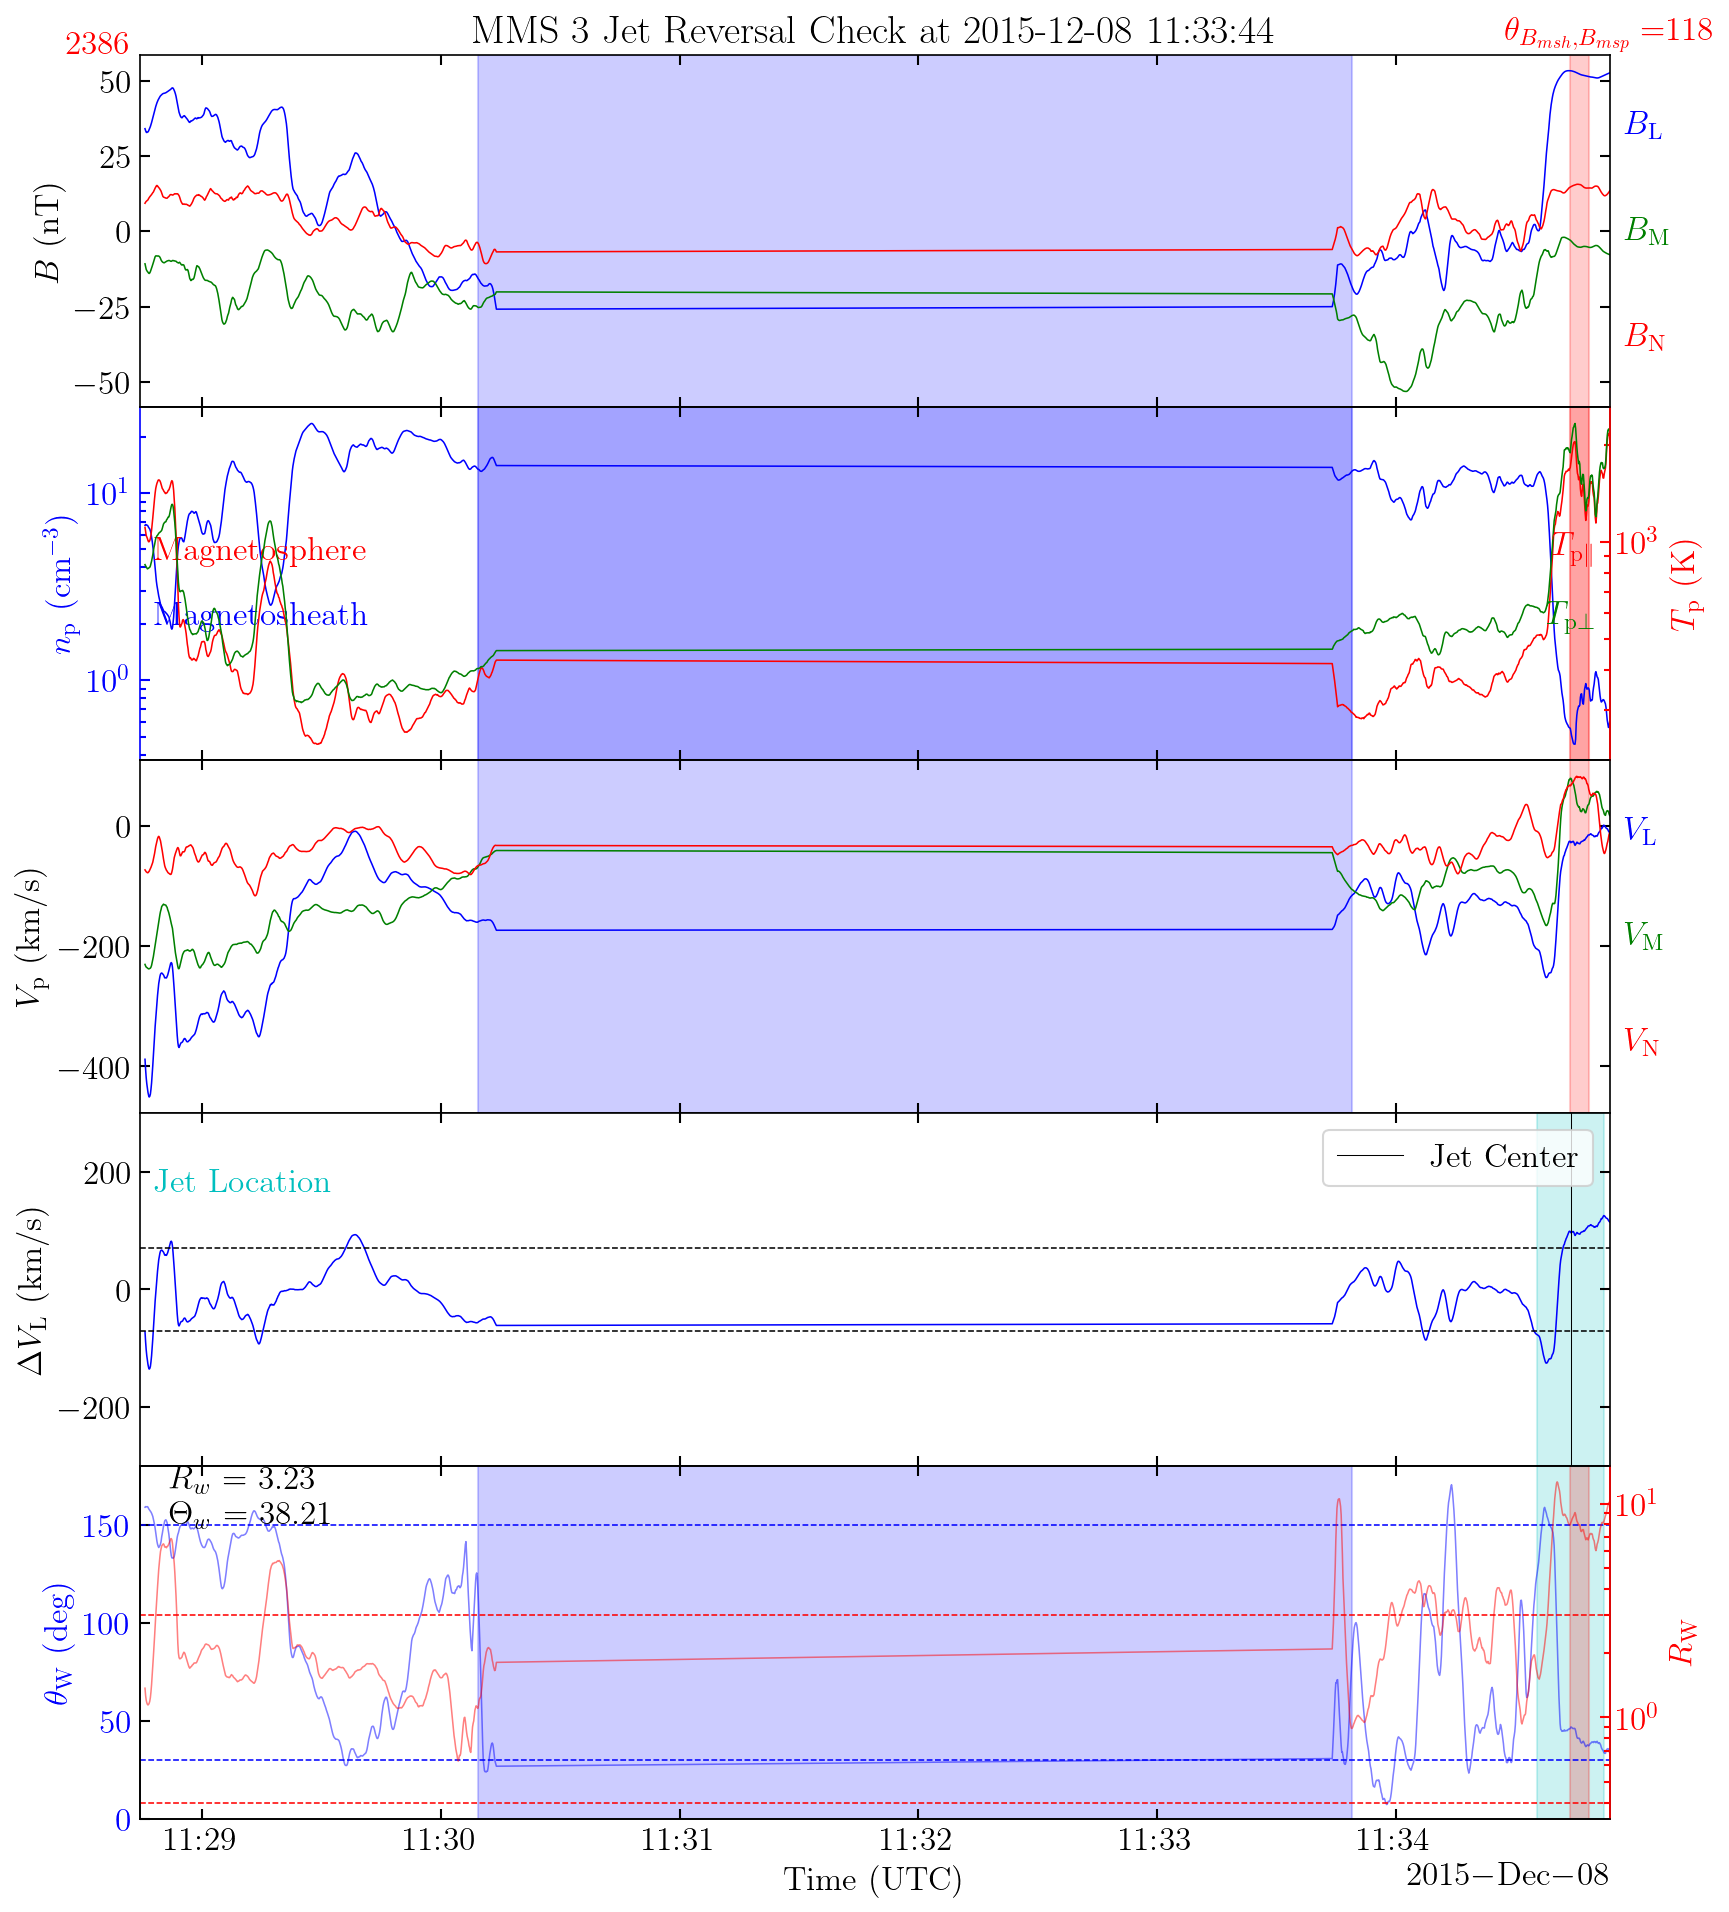 MMS 3 Jet Reversal Check at 2015-12-08 11:33:44
2386
θ_{B_{msh},B_{msp}} =118
50
25
0
−25
−50
B (nT)
B_L
B_M
B_N
10^1
10^0
n_p (cm^{−3})
Magnetosphere
Magnetosheath
T_{p∥}
T_{p⊥}
10^3
T_p (K)
0
−200
−400
V_p (km/s)
V_L
V_M
V_N
200
0
−200
ΔV_L (km/s)
Jet Location
Jet Center
R_w = 3.23
Θ_w = 38.21
150
100
50
0
θ_W (deg)
10^1
10^0
R_W
11:29
11:30
11:31
11:32
11:33
11:34
2015−Dec−08
Time (UTC)